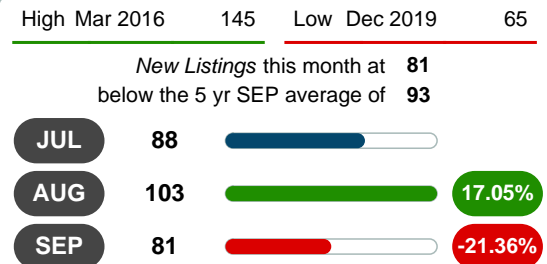 High Mar 2016 145 Low Dec 2019 65
New Listings this month at 81
below the 5 yr SEP average of 93
JUL 88
AUG 103 17.05%
SEP 81 -21.36%